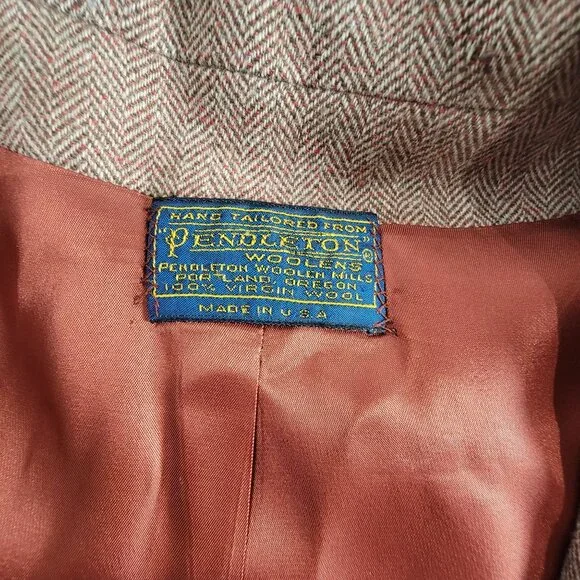 HAND TAILORED FROM
"PENDLETON"®
WOOLENS
PENDLETON WOOLEN MILLS
PORTLAND, OREGON
100% VIRGIN WOOL
MADE IN U.S.A